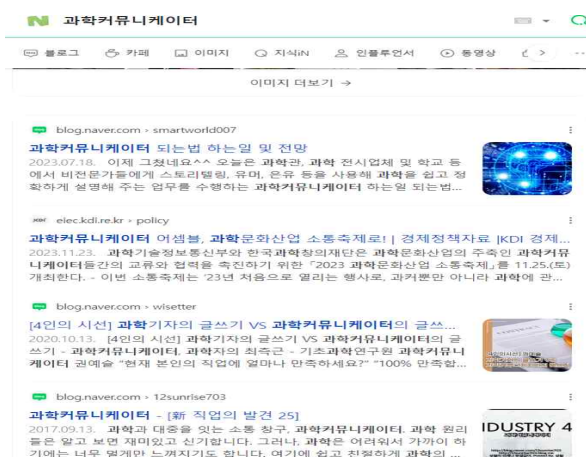 과학커뮤니케이터
블로그 카페 이미지 지식iN 인플루언서 동영상
이미지 더보기 →
blog.naver.com › smartworld007
과학커뮤니케이터 되는법 하는일 및 전망
2023.07.18. 이제 그쳤네요^^ 오늘은 과학관, 과학 전시업체 및 학교 등
에서 비전문가들에게 스토리텔링, 유머, 은유 등을 사용해 과학을 쉽고 정
확하게 설명해 주는 업무를 수행하는 과학커뮤니케이터 하는일 되는법...
eiec.kdi.re.kr › policy
과학커뮤니케이터 어셈블, 과학문화산업 소통축제로! | 경제정책자료 |KDI 경제...
2023.11.23. 과학기술정보통신부와 한국과학창의재단은 과학문화산업의 주축인 과학커뮤
니케이터들간의 교류와 협력을 촉진하기 위한 「2023 과학문화산업 소통축제」를 11.25.(토)
개최한다. - 이번 소통축제는 '23년 처음으로 열리는 행사로, 과커뿐만 아니라 과학에 관...
blog.naver.com › wisetter
[4인의 시선] 과학기자의 글쓰기 VS 과학커뮤니케이터의 글쓰...
2020.10.13. [4인의 시선] 과학기자의 글쓰기 VS 과학커뮤니케이터의 글
쓰기 - 과학커뮤니케이터, 과학자의 최측근 - 기초과학연구원 과학커뮤니
케이터 권예슬 "현재 본인의 직업에 얼마나 만족하세요?" "100% 만족합...
blog.naver.com › 12sunrise703
과학커뮤니케이터 - [新 직업의 발견 25]
2017.09.13. 과학과 대중을 잇는 소통 창구, 과학커뮤니케이터. 과학 원리
들은 알고 보면 재미있고 신기합니다. 그러나, 과학은 어려워서 가까이 하
기에는 너무 멀게만 느껴지기도 합니다. 여기에 쉽고 친절하게 과학의 ...
IDUSTRY 4